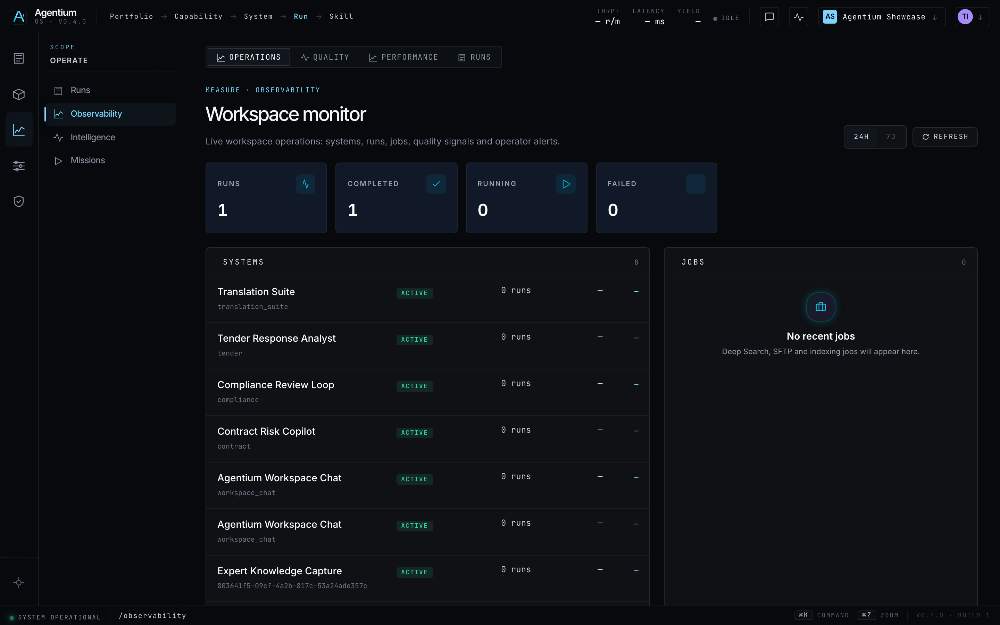 Agentium
OS · V0.4.0
Portfolio → Capability → System → Run → Skill
THRPT
– r/m
LATENCY
– ms
YIELD
–
IDLE
AS Agentium Showcase ↓
TI ↓
SCOPE
OPERATE
Runs
Observability
Intelligence
Missions
OPERATIONS
QUALITY
PERFORMANCE
RUNS
MEASURE · OBSERVABILITY
Workspace monitor
Live workspace operations: systems, runs, jobs, quality signals and operator alerts.
24H
7D
REFRESH
RUNS
1
COMPLETED
1
RUNNING
0
FAILED
0
SYSTEMS 8
Translation Suite ACTIVE 0 runs — –
translation_suite
Tender Response Analyst ACTIVE 0 runs — –
tender
Compliance Review Loop ACTIVE 0 runs — –
compliance
Contract Risk Copilot ACTIVE 0 runs — –
contract
Agentium Workspace Chat ACTIVE 0 runs — –
workspace_chat
Agentium Workspace Chat ACTIVE 0 runs — –
workspace_chat
Expert Knowledge Capture ACTIVE 0 runs — –
803641f5-09cf-4a2b-817c-53a24ade357c
JOBS 0
No recent jobs
Deep Search, SFTP and indexing jobs will appear here.
SYSTEM OPERATIONAL
/observability
⌘K COMMAND
⌘Z ZOOM
V0.4.0 · BUILD 1